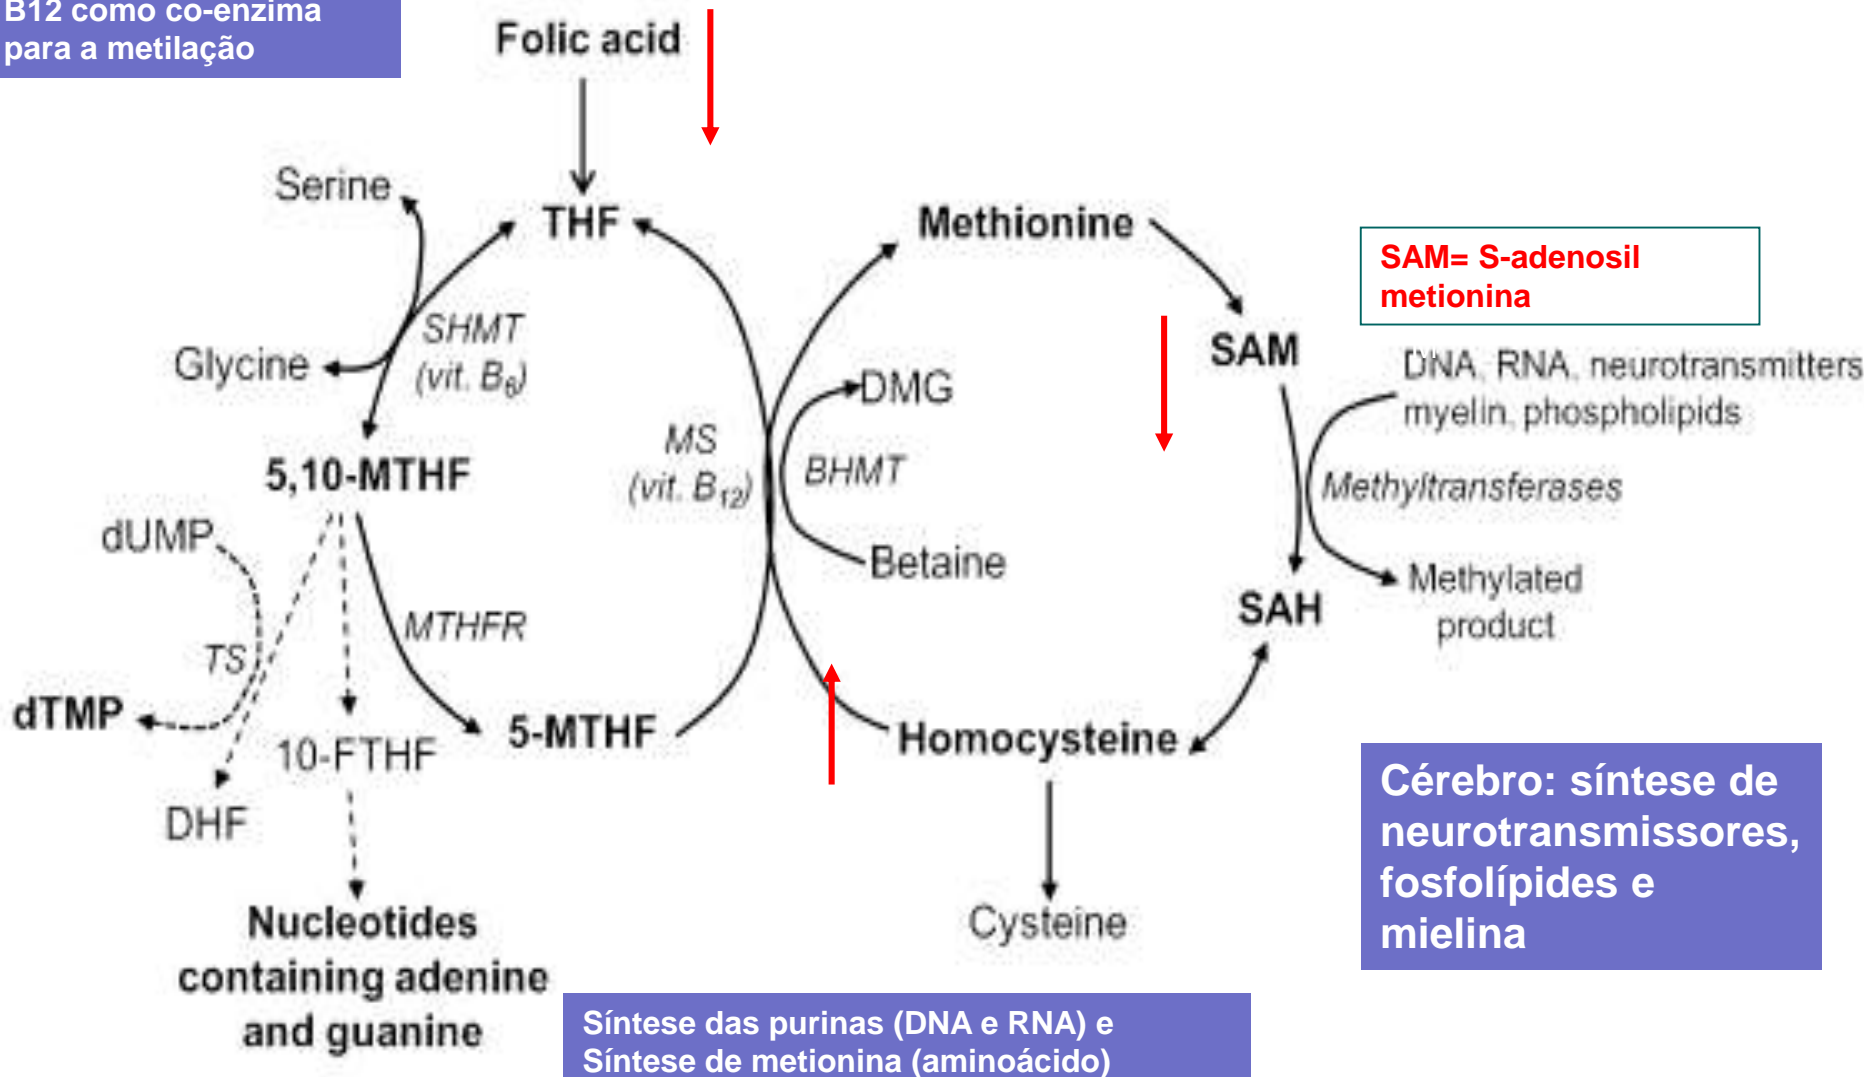 B12 como co-enzima
para a metilação
Folic acid
Serine
THF
Methionine
SAM= S-adenosil
metionina
SHMT
(vit. B6)
Glycine
SAM
DNA, RNA, neurotransmitters
myelin, phospholipids
DMG
MS
(vit. B12)
BHMT
5,10-MTHF
Methyltransferases
dUMP
Betaine
Methylated
product
SAH
MTHFR
TS
dTMP
10-FTHF
5-MTHF
Homocysteine
DHF
Cérebro: síntese de
neurotransmissores,
fosfolípides e
mielina
Cysteine
Nucleotides
containing adenine
and guanine
Síntese das purinas (DNA e RNA) e
Síntese de metionina (aminoácido)